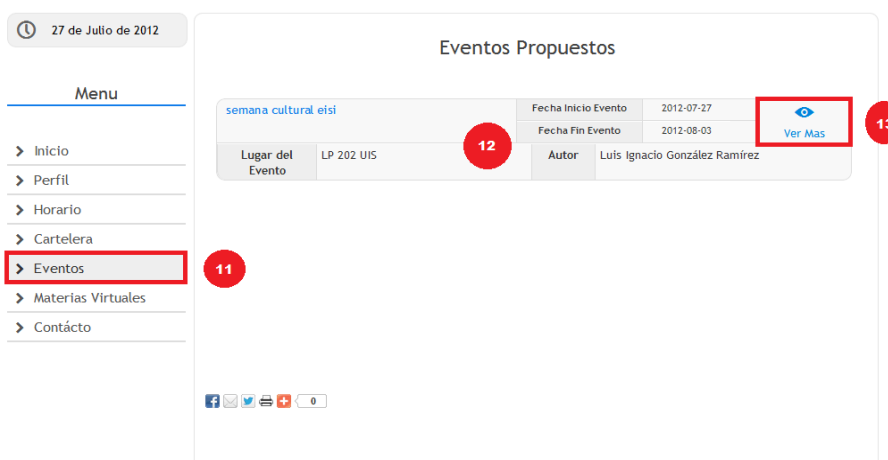 27 de Julio de 2012
Menu
Inicio
Perfil
Horario
Cartelera
Eventos
Materias Virtuales
Contácto
11
Eventos Propuestos
semana cultural eisi
Fecha Inicio Evento 2012-07-27
Fecha Fin Evento 2012-08-03
Ver Mas
13
12
Lugar del Evento LP 202 UIS
Autor Luis Ignacio González Ramírez
0